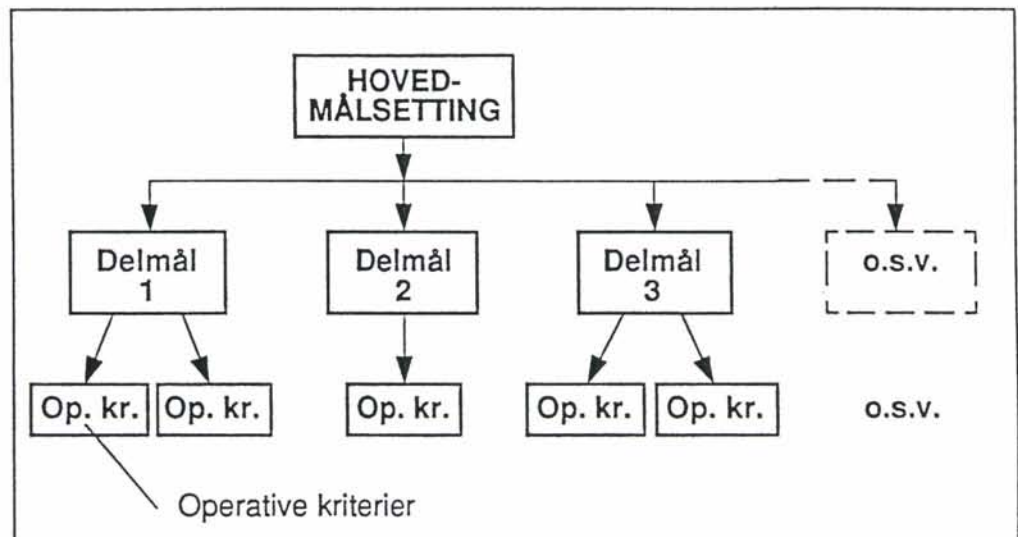 HOVED-
MÅLSETTING
Delmål
1
Delmål
2
Delmål
3
o.s.v.
Op. kr.
Op. kr.
Op. kr.
Op. kr.
Op. kr.
o.s.v.
Operative kriterier